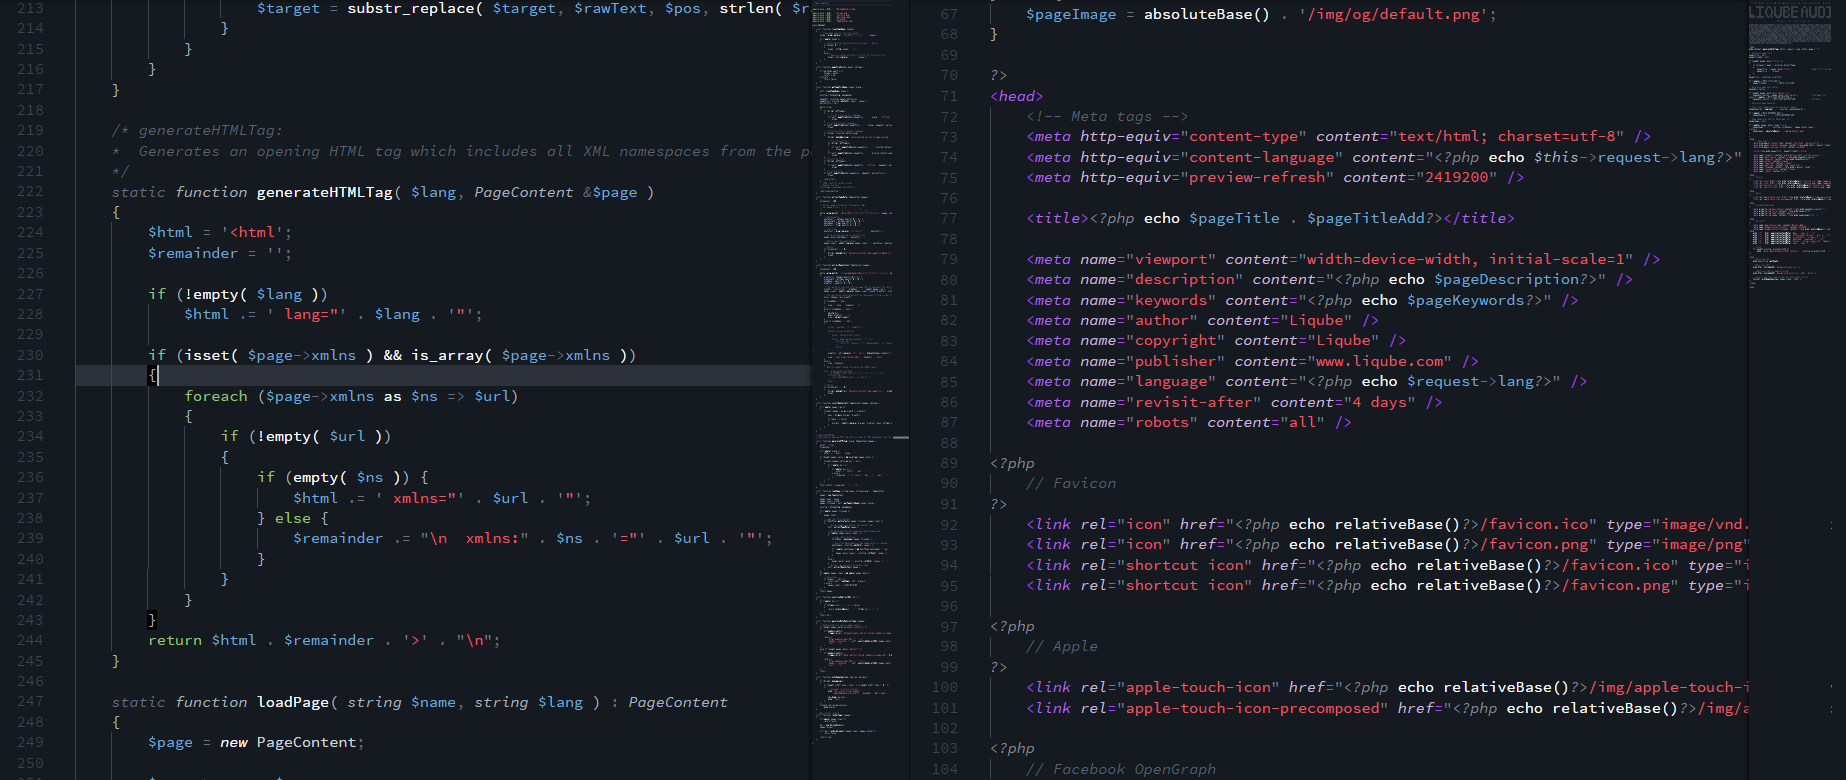 213 $target = substr_replace( $target, $rawText, $pos, strlen( $r
214 }
215 }
216 }
217 }
218
219 /* generateHTMLTag:
220 *  Generates an opening HTML tag which includes all XML namespaces from the p
221 */
222 static function generateHTMLTag( $lang, PageContent &$page )
223 {
224 $html = '<html';
225 $remainder = '';
226
227 if (!empty( $lang ))
228 $html .= ' lang="' . $lang . '"';
229
230 if (isset( $page->xmlns ) && is_array( $page->xmlns ))
231 {
232 foreach ($page->xmlns as $ns => $url)
233 {
234 if (!empty( $url ))
235 {
236 if (empty( $ns )) {
237 $html .= ' xmlns="' . $url . '"';
238 } else {
239 $remainder .= "\n  xmlns:" . $ns . '="' . $url . '"';
240 }
241 }
242 }
243 }
244 return $html . $remainder . '>' . "\n";
245 }
246
247 static function loadPage( string $name, string $lang ) : PageContent
248 {
249 $page = new PageContent;
250
67 $pageImage = absoluteBase() . '/img/og/default.png';
68 }
69
70 ?>
71 <head>
72 <!-- Meta tags -->
73 <meta http-equiv="content-type" content="text/html; charset=utf-8" />
74 <meta http-equiv="content-language" content="<?php echo $this->request->lang?>"
75 <meta http-equiv="preview-refresh" content="2419200" />
76
77 <title><?php echo $pageTitle . $pageTitleAdd?></title>
78
79 <meta name="viewport" content="width=device-width, initial-scale=1" />
80 <meta name="description" content="<?php echo $pageDescription?>" />
81 <meta name="keywords" content="<?php echo $pageKeywords?>" />
82 <meta name="author" content="Liqube" />
83 <meta name="copyright" content="Liqube" />
84 <meta name="publisher" content="www.liqube.com" />
85 <meta name="language" content="<?php echo $request->lang?>" />
86 <meta name="revisit-after" content="4 days" />
87 <meta name="robots" content="all" />
88
89 <?php
90 // Favicon
91 ?>
92 <link rel="icon" href="<?php echo relativeBase()?>/favicon.ico" type="image/vnd.
93 <link rel="icon" href="<?php echo relativeBase()?>/favicon.png" type="image/png"
94 <link rel="shortcut icon" href="<?php echo relativeBase()?>/favicon.ico" type="i
95 <link rel="shortcut icon" href="<?php echo relativeBase()?>/favicon.png" type="i
96
97 <?php
98 // Apple
99 ?>
100 <link rel="apple-touch-icon" href="<?php echo relativeBase()?>/img/apple-touch-i
101 <link rel="apple-touch-icon-precomposed" href="<?php echo relativeBase()?>/img/a
102
103 <?php
104 // Facebook OpenGraph
LIQUBE AUDI